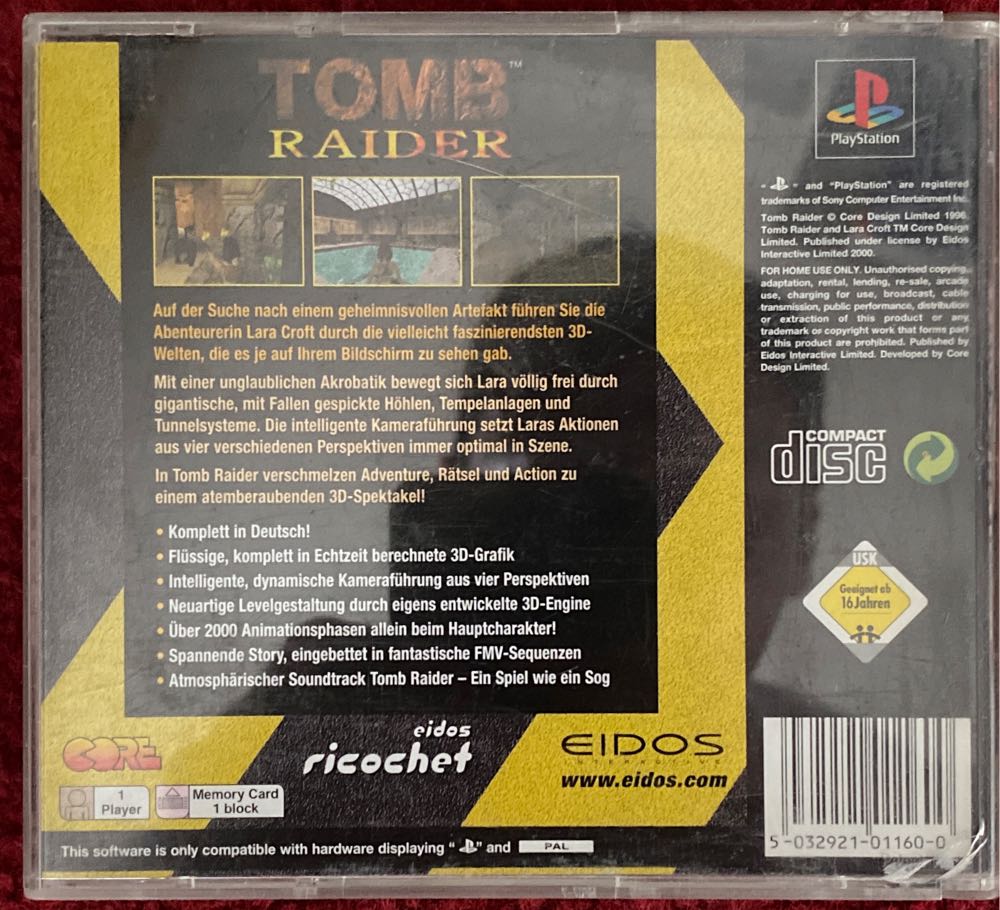 TOMB™
RAIDER
Auf der Suche nach einem geheimnisvollen Artefakt führen Sie die
Abenteurerin Lara Croft durch die vielleicht faszinierendsten 3D-
Welten, die es je auf Ihrem Bildschirm zu sehen gab.
Mit einer unglaublichen Akrobatik bewegt sich Lara völlig frei durch
gigantische, mit Fallen gespickte Höhlen, Tempelanlagen und
Tunnelsysteme. Die intelligente Kameraführung setzt Laras Aktionen
aus vier verschiedenen Perspektiven immer optimal in Szene.
In Tomb Raider verschmelzen Adventure, Rätsel und Action zu
einem atemberaubenden 3D-Spektakel!
• Komplett in Deutsch!
• Flüssige, komplett in Echtzeit berechnete 3D-Grafik
• Intelligente, dynamische Kameraführung aus vier Perspektiven
• Neuartige Levelgestaltung durch eigens entwickelte 3D-Engine
• Über 2000 Animationsphasen allein beim Hauptcharakter!
• Spannende Story, eingebettet in fantastische FMV-Sequenzen
• Atmosphärischer Soundtrack Tomb Raider – Ein Spiel wie ein Sog
PlayStation
" " and "PlayStation" are registered
trademarks of Sony Computer Entertainment Inc.
Tomb Raider © Core Design Limited 1996.
Tomb Raider and Lara Croft TM Core Design
Limited. Published under license by Eidos
Interactive Limited 2000.
FOR HOME USE ONLY. Unauthorised copying,
adaptation, rental, lending, re-sale, arcade
use, charging for use, broadcast, cable
transmission, public performance, distribution
or extraction of this product or any
trademark or copyright work that forms part
of this product are prohibited. Published by
Eidos Interactive Limited. Developed by Core
Design Limited.
COMPACT
disc
USK
Geeignet ab
16 Jahren
CORE
eidos
ricochet
EIDOS
INTERACTIVE
www.eidos.com
1
Player
Memory Card
1 block
This software is only compatible with hardware displaying " " and PAL
5-032921-01160-0